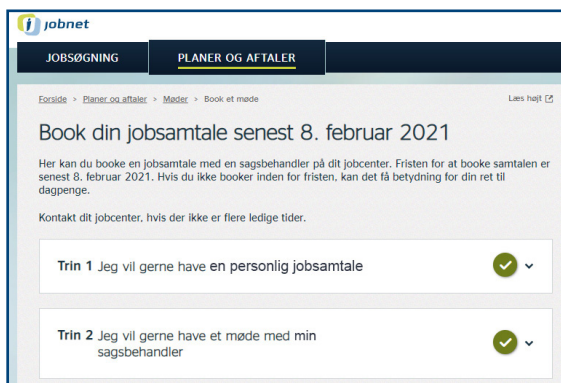 jobnet
JOBSØGNING
PLANER OG AFTALER
Forside > Planer og aftaler > Møder > Book et møde
Læs højt
Book din jobsamtale senest 8. februar 2021
Her kan du booke en jobsamtale med en sagsbehandler på dit jobcenter. Fristen for at booke samtalen er
senest 8. februar 2021. Hvis du ikke booker inden for fristen, kan det få betydning for din ret til
dagpenge.
Kontakt dit jobcenter, hvis der ikke er flere ledige tider.
Trin 1 Jeg vil gerne have en personlig jobsamtale
Trin 2 Jeg vil gerne have et møde med min
sagsbehandler